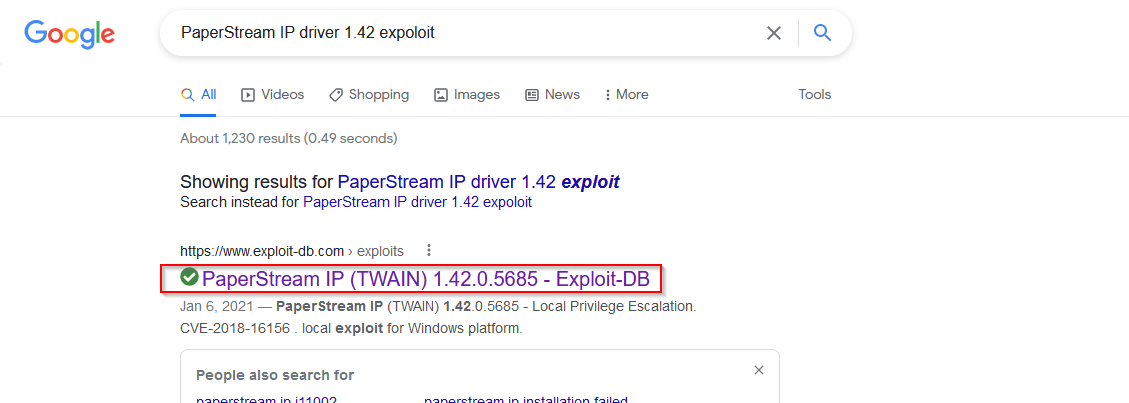 Google
PaperStream IP driver 1.42 expoloit
All Videos Shopping Images News More Tools
About 1,230 results (0.49 seconds)
Showing results for PaperStream IP driver 1.42 exploit
Search instead for PaperStream IP driver 1.42 expoloit
https://www.exploit-db.com › exploits
PaperStream IP (TWAIN) 1.42.0.5685 - Exploit-DB
Jan 6, 2021 — PaperStream IP (TWAIN) 1.42.0.5685 - Local Privilege Escalation.
CVE-2018-16156 . local exploit for Windows platform.
People also search for
paperstream ip i11002 paperstream ip installation failed